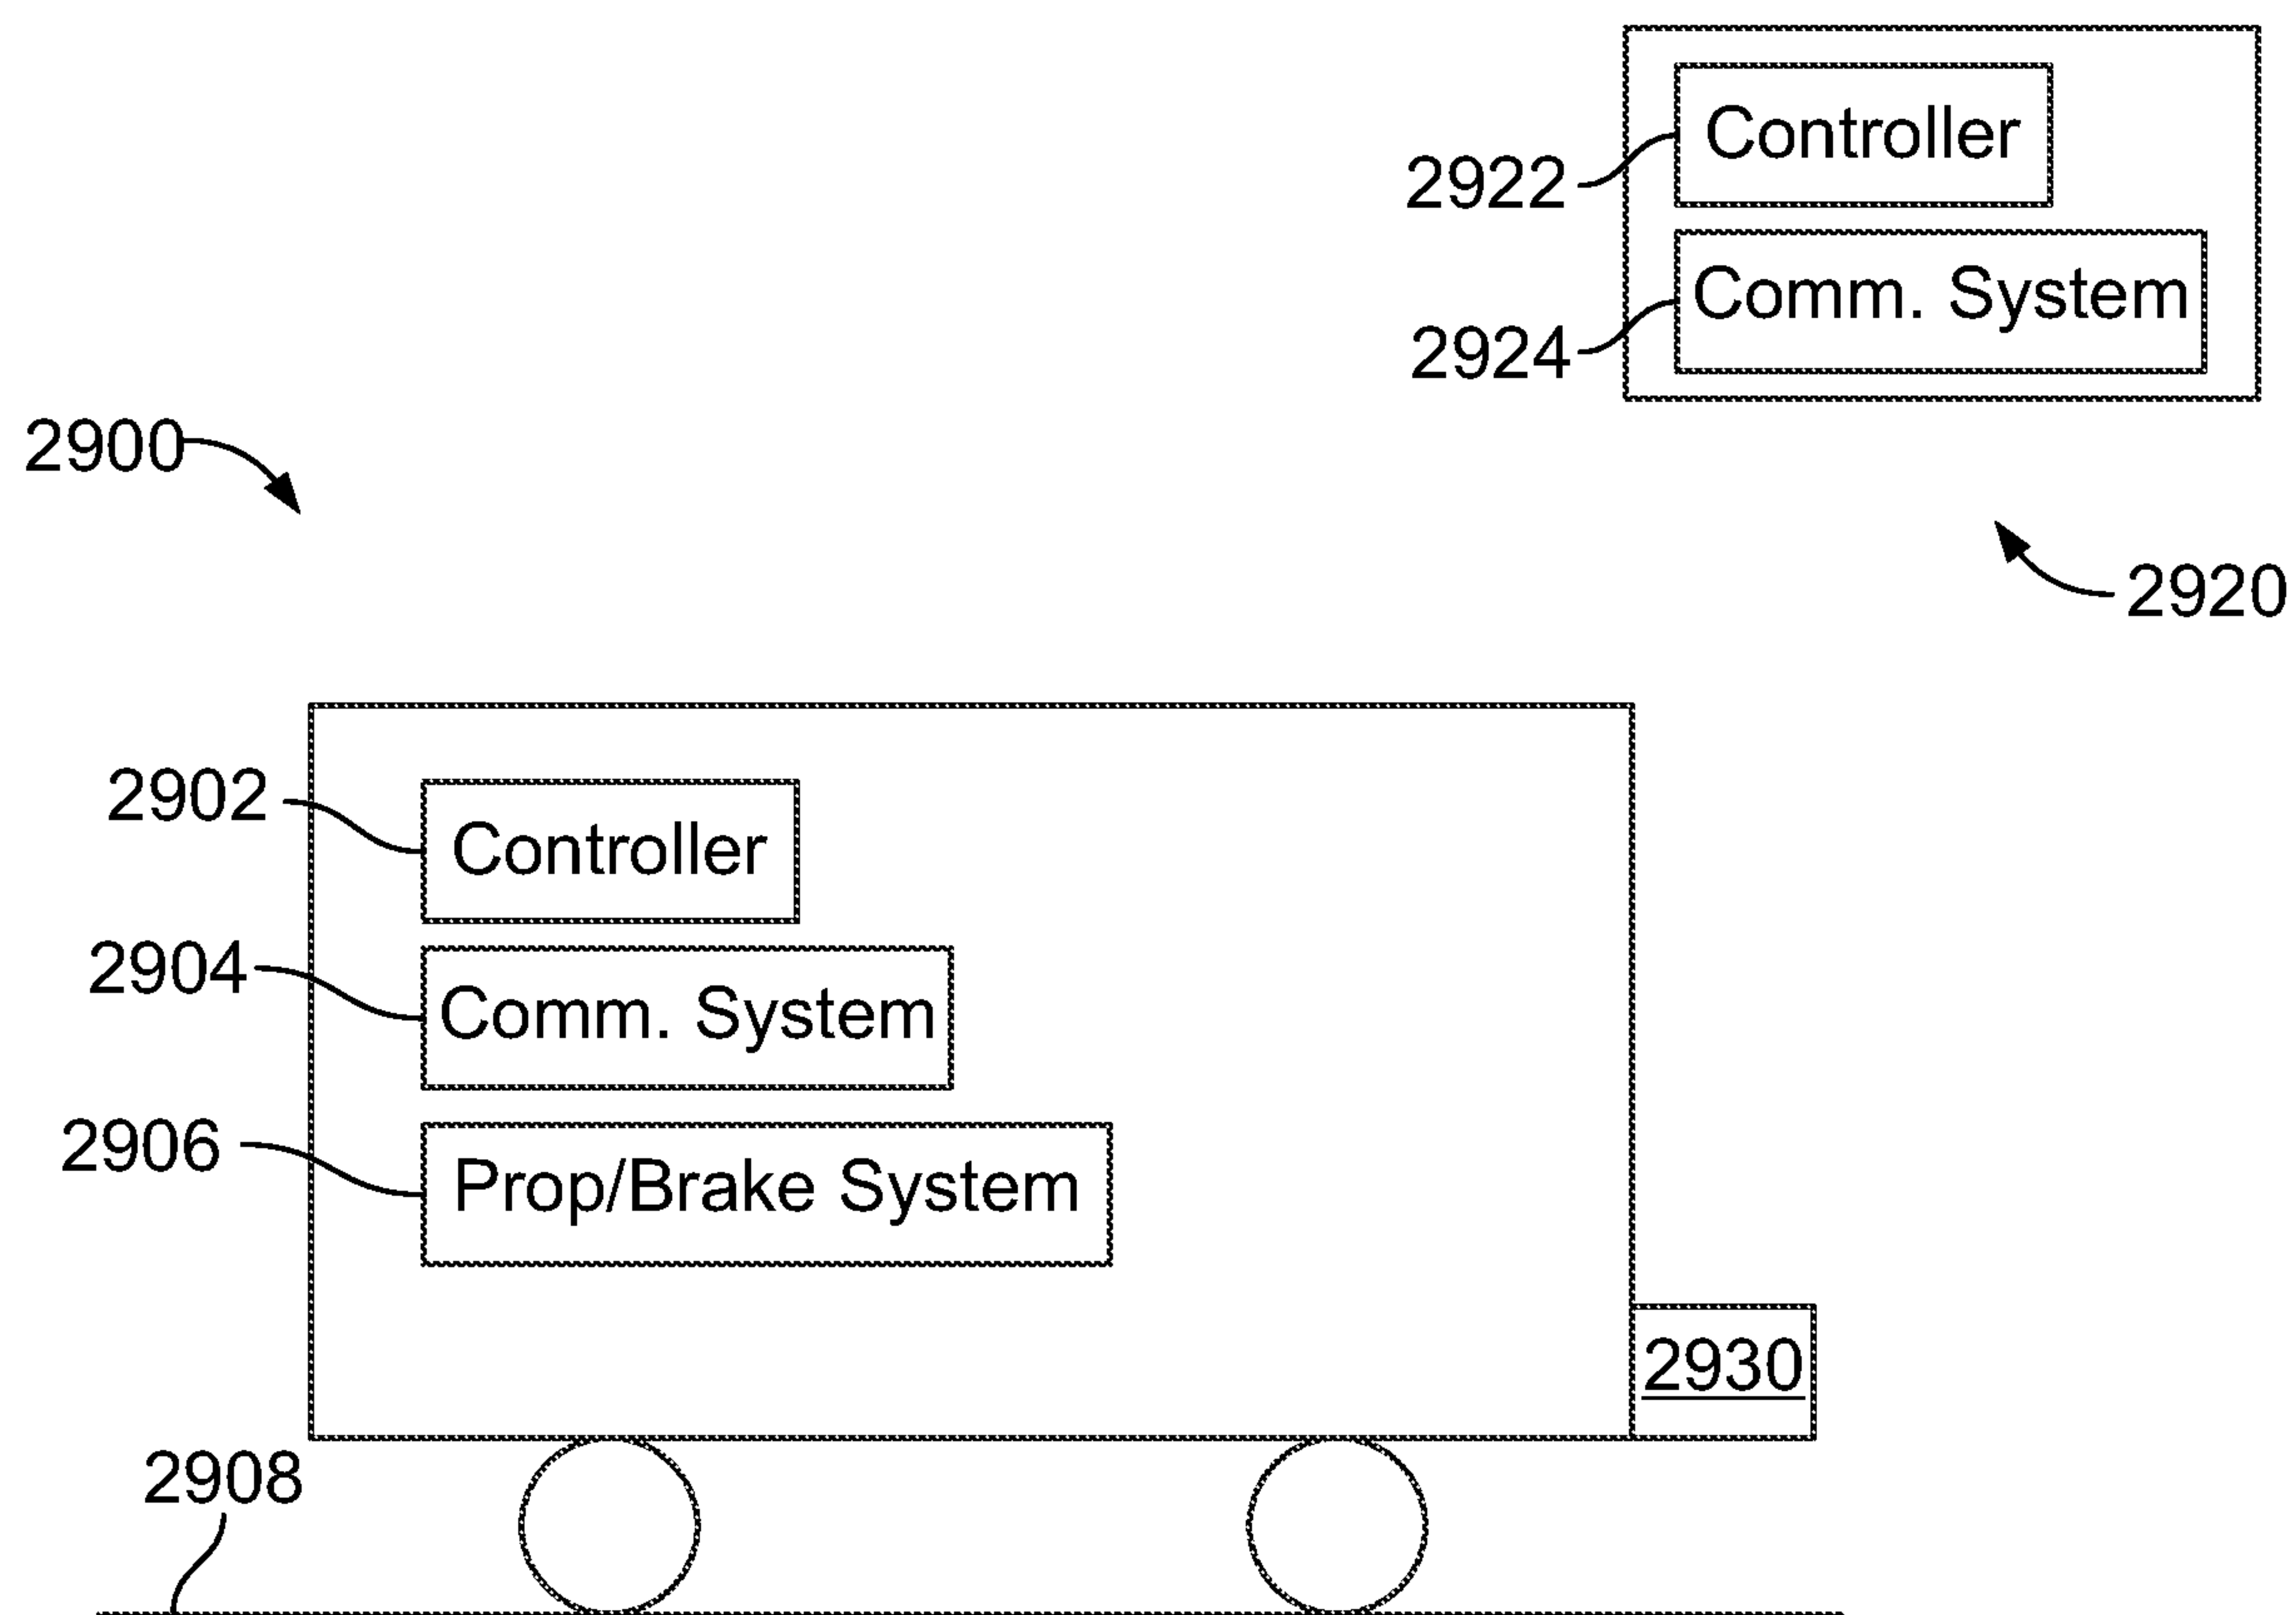 Controller
2922
Comm. System
2924
2900
2920
2902
Controller
2904
Comm. System
2906
Prop/Brake System
2930
2908